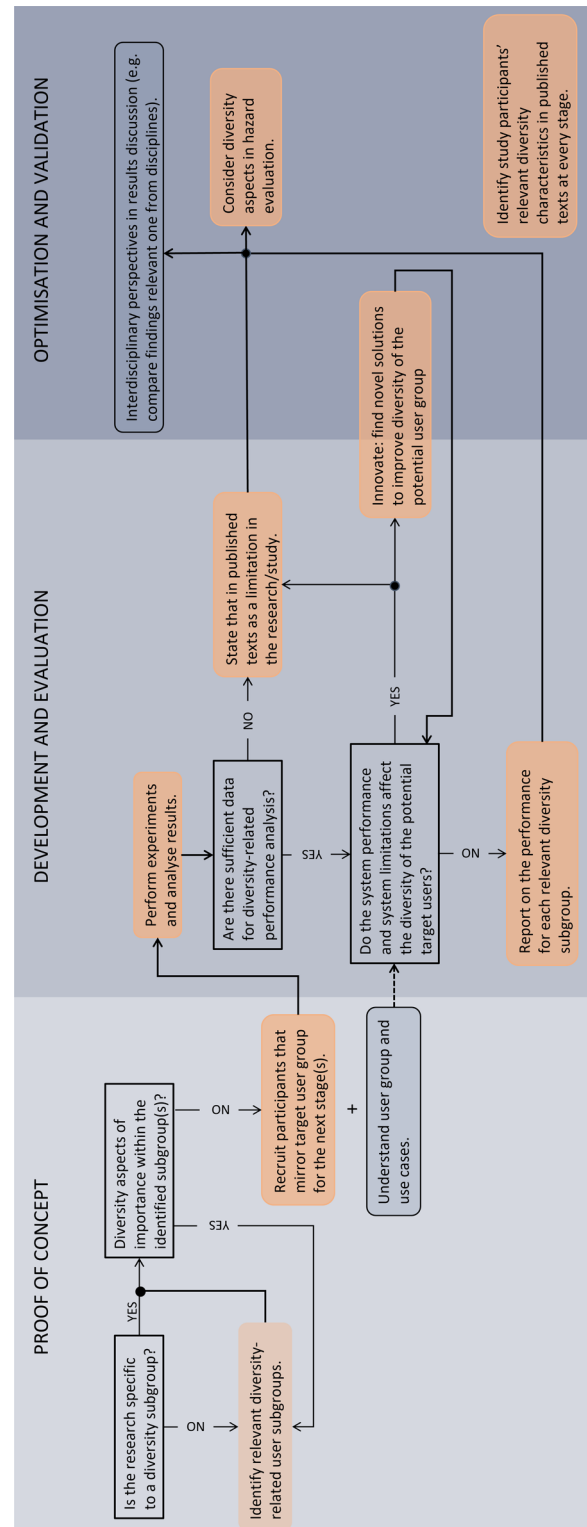 PROOF OF CONCEPT
Is the research specific
to a diversity subgroup?
YES
NO
Identify relevant diversity-
related user subgroups.
Diversity aspects of
importance within the
identified subgroup(s)?
YES
NO
Recruit participants that
mirror target user group
for the next stage(s).
+
Understand user group and
use cases.
DEVELOPMENT AND EVALUATION
Perform experiments
and analyse results.
Are there sufficient data
for diversity-related
performance analysis?
NO
YES
State that in published
texts as a limitation in
the research/study.
Do the system performance
and system limitations affect
the diversity of the potential
target users?
YES
NO
Report on the performance
for each relevant diversity
subgroup.
OPTIMISATION AND VALIDATION
Interdisciplinary perspectives in results discussion (e.g.
compare findings relevant one from disciplines).
Consider diversity
aspects in hazard
evaluation.
Innovate: find novel solutions
to improve diversity of the
potential user group
Identify study participants’
relevant diversity
characteristics in published
texts at every stage.